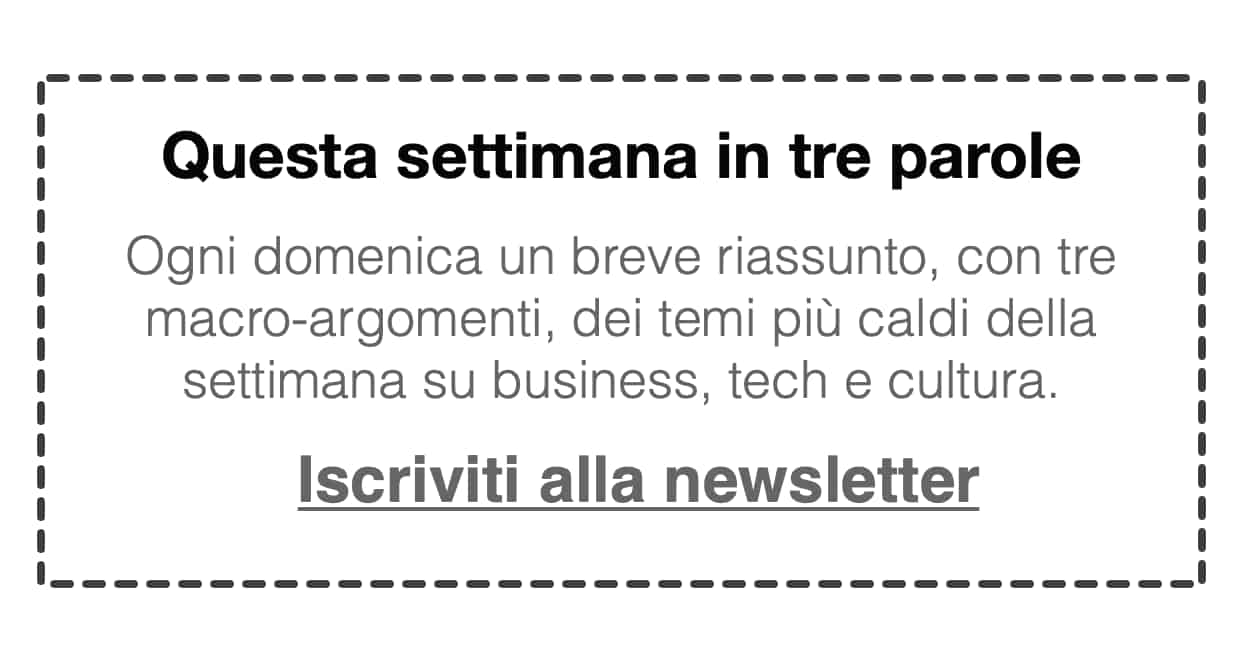 Questa settimana in tre parole
Ogni domenica un breve riassunto, con tre
macro-argomenti, dei temi più caldi della
settimana su business, tech e cultura.
Iscriviti alla newsletter